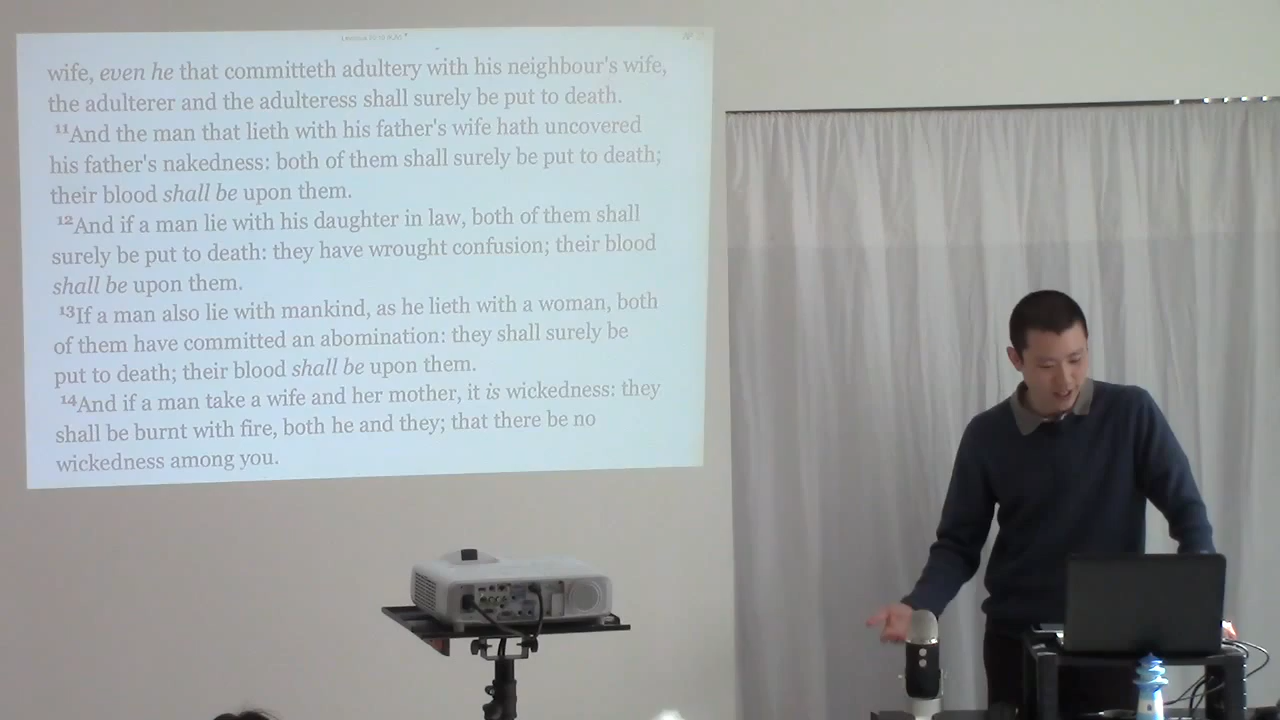 wife, even he that committeth adultery with his neighbour's wife,
the adulterer and the adulteress shall surely be put to death.
¹¹And the man that lieth with his father's wife hath uncovered
his father's nakedness: both of them shall surely be put to death;
their blood shall be upon them.
¹²And if a man lie with his daughter in law, both of them shall
surely be put to death: they have wrought confusion; their blood
shall be upon them.
¹³If a man also lie with mankind, as he lieth with a woman, both
of them have committed an abomination: they shall surely be
put to death; their blood shall be upon them.
¹⁴And if a man take a wife and her mother, it is wickedness: they
shall be burnt with fire, both he and they; that there be no
wickedness among you.